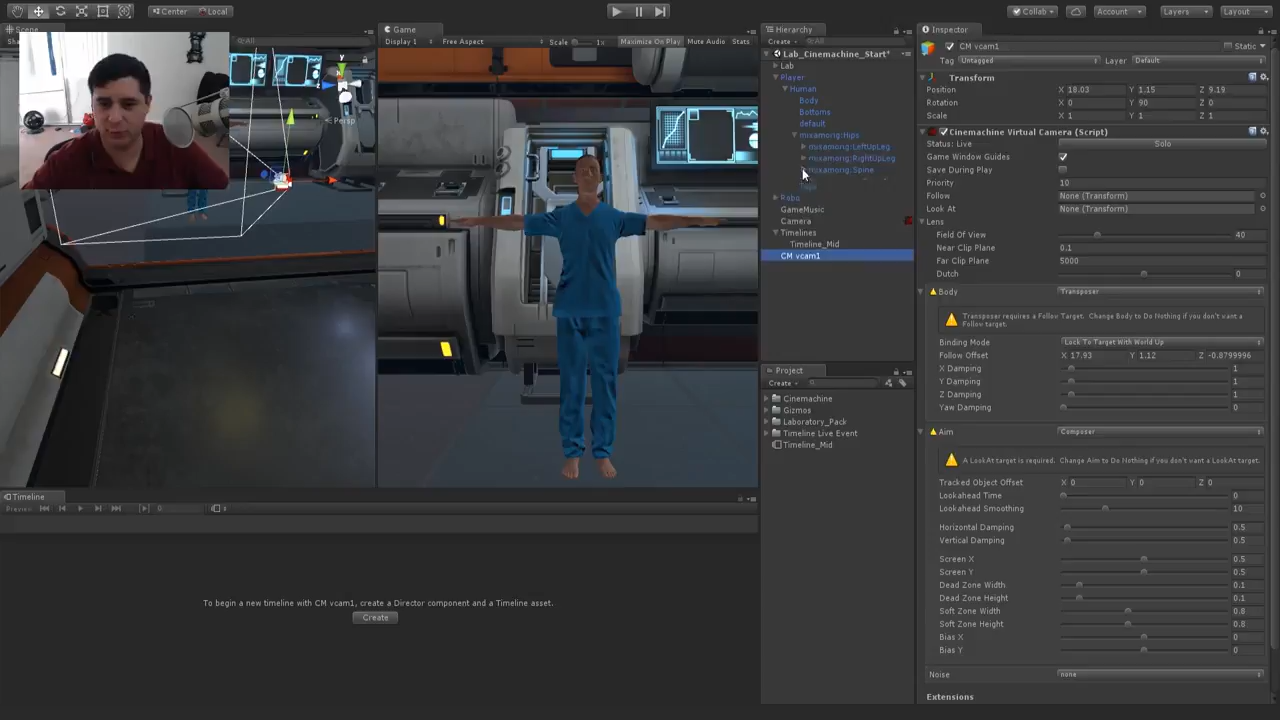 Center Local
Collab Account Layers Layout
Scene Game Hierarchy Inspector
Display 1 Free Aspect Scale 1x Maximize On Play Mute Audio Stats
Create All
All
y
z
Persp
Lab_Cinemachine_Start*
Lab
Player
Human
Body
Bottoms
default
mixamorig:Hips
mixamorig:LeftUpLeg
mixamorig:RightUpLeg
mixamorig:Spine
Tops
Robo
GameMusic
Camera
Timelines
Timeline_Mid
CM vcam1
Project
Create
Cinemachine
Gizmos
Laboratory_Pack
Timeline Live Event
Timeline_Mid
CM vcam1 Static
Tag Untagged Layer Default
Transform
Position X 18.03 Y 1.15 Z 9.19
Rotation X 0 Y 90 Z 0
Scale X 1 Y 1 Z 1
Cinemachine Virtual Camera (Script)
Status: Live Solo
Game Window Guides
Save During Play
Priority 10
Follow None (Transform)
Look At None (Transform)
Lens
Field Of View 40
Near Clip Plane 0.1
Far Clip Plane 5000
Dutch 0
Body Transposer
Transposer requires a Follow Target. Change Body to Do Nothing if you don't want a
Follow target.
Binding Mode Lock To Target With World Up
Follow Offset X 17.93 Y 1.12 Z -0.8799996
X Damping 1
Y Damping 1
Z Damping 1
Yaw Damping 0
Aim Composer
A LookAt target is required. Change Aim to Do Nothing if you don't want a LookAt target.
Tracked Object Offset X 0 Y 0 Z 0
Lookahead Time 0
Lookahead Smoothing 10
Horizontal Damping 0.5
Vertical Damping 0.5
Screen X 0.5
Screen Y 0.5
Dead Zone Width 0.1
Dead Zone Height 0.1
Soft Zone Width 0.8
Soft Zone Height 0.8
Bias X 0
Bias Y 0
Noise none
Extensions
Timeline
Preview 0
To begin a new timeline with CM vcam1, create a Director component and a Timeline asset.
Create